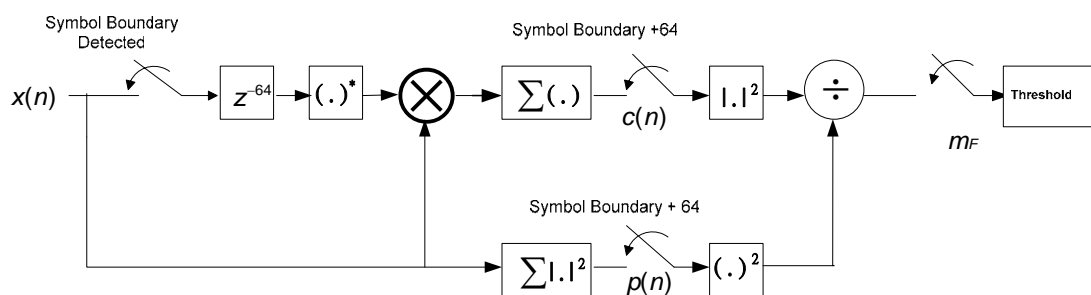 Symbol Boundary
Detected
Symbol Boundary +64
x(n)
z⁻⁶⁴
(.)*
∑(.)
c(n)
|.|²
÷
m_F
Threshold
Symbol Boundary + 64
∑|.|²
p(n)
(.)²